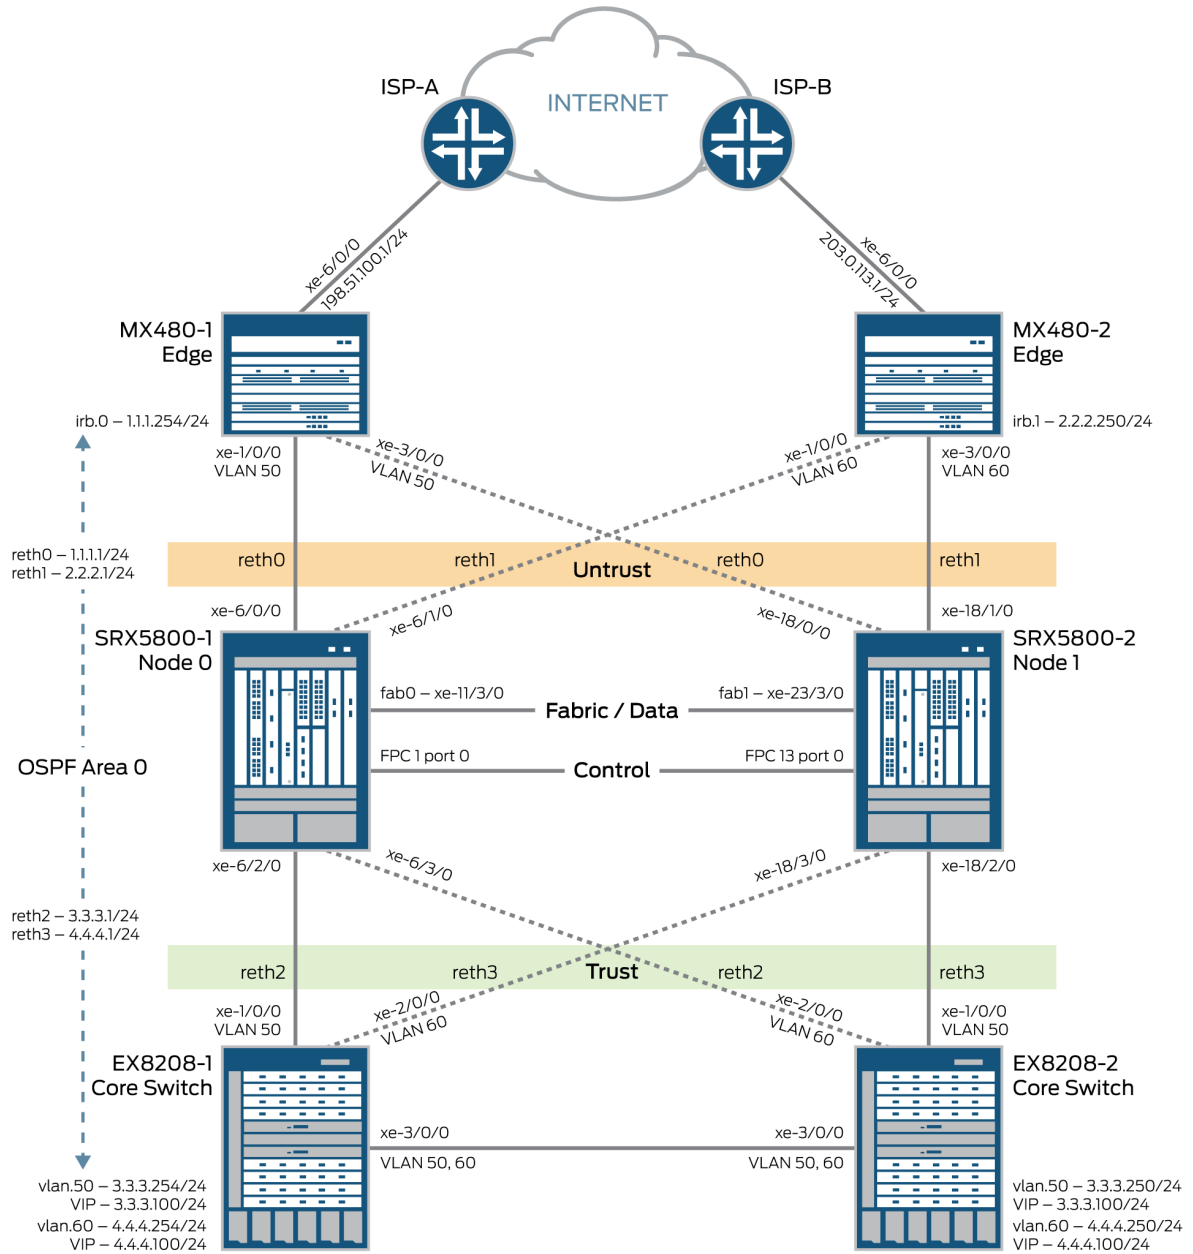 ISP-A
ISP-B
INTERNET
xe-6/0/0
198.51.100.1/24
xe-6/0/0
203.0.113.1/24
MX480-1
Edge
MX480-2
Edge
irb.0 – 1.1.1.254/24
irb.1 – 2.2.2.250/24
xe-1/0/0
VLAN 50
xe-3/0/0
VLAN 50
xe-1/0/0
VLAN 60
xe-3/0/0
VLAN 60
reth0 – 1.1.1.1/24
reth1 – 2.2.2.1/24
reth0
reth1
Untrust
reth0
reth1
xe-6/0/0
xe-6/1/0
xe-18/0/0
xe-18/1/0
SRX5800-1
Node 0
SRX5800-2
Node 1
fab0 – xe-11/3/0
Fabric / Data
fab1 – xe-23/3/0
FPC 1 port 0
Control
FPC 13 port 0
OSPF Area 0
xe-6/2/0
xe-6/3/0
xe-18/3/0
xe-18/2/0
reth2 – 3.3.3.1/24
reth3 – 4.4.4.1/24
reth2
reth3
Trust
reth2
reth3
xe-1/0/0
VLAN 50
xe-2/0/0
VLAN 60
xe-2/0/0
VLAN 60
xe-1/0/0
VLAN 50
EX8208-1
Core Switch
EX8208-2
Core Switch
xe-3/0/0
VLAN 50, 60
xe-3/0/0
VLAN 50, 60
vlan.50 – 3.3.3.254/24
VIP – 3.3.3.100/24
vlan.60 – 4.4.4.254/24
VIP – 4.4.4.100/24
vlan.50 – 3.3.3.250/24
VIP – 3.3.3.100/24
vlan.60 – 4.4.4.250/24
VIP – 4.4.4.100/24